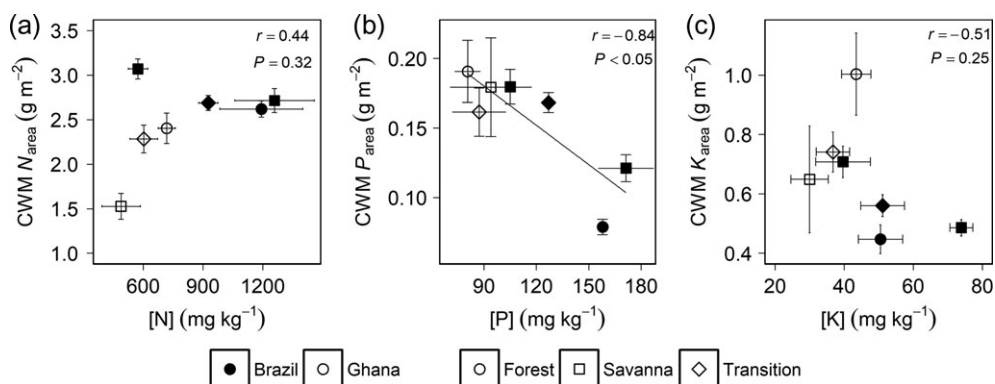 (a)
r = 0.44
P = 0.32
3.5
3.0
2.5
2.0
1.5
1.0
CWM Narea (g m−2)
600 900 1200
[N] (mg kg−1)
(b)
r = −0.84
P < 0.05
0.20
0.15
0.10
CWM Parea (g m−2)
90 120 150 180
[P] (mg kg−1)
(c)
r = −0.51
P = 0.25
1.0
0.8
0.6
0.4
CWM Karea (g m−2)
20 40 60 80
[K] (mg kg−1)
Brazil Ghana Forest Savanna Transition